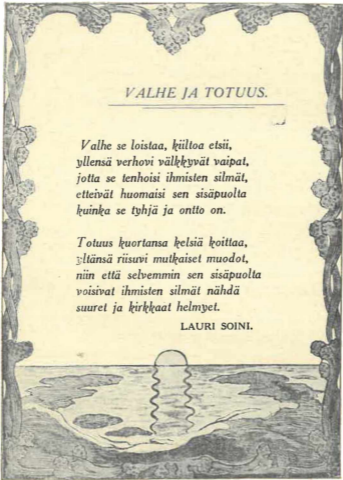 VALHE JA TOTUUS.
Valhe se loistaa, kiiltoa etsii,
yllensä verhovi välkkyvät vaipat,
jotta se tenhoisi ihmisten silmät,
etteivät huomaisi sen sisäpuolta
kuinka se tyhjä ja ontto on.
Totuus kuortansa kelsiä koittaa,
yltänsä riisuvi mutkaiset muodot,
niin että selvemmin sen sisäpuolta
voisivat ihmisten silmät nähdä
suuret ja kirkkaat helmyet.
LAURI SOINI.